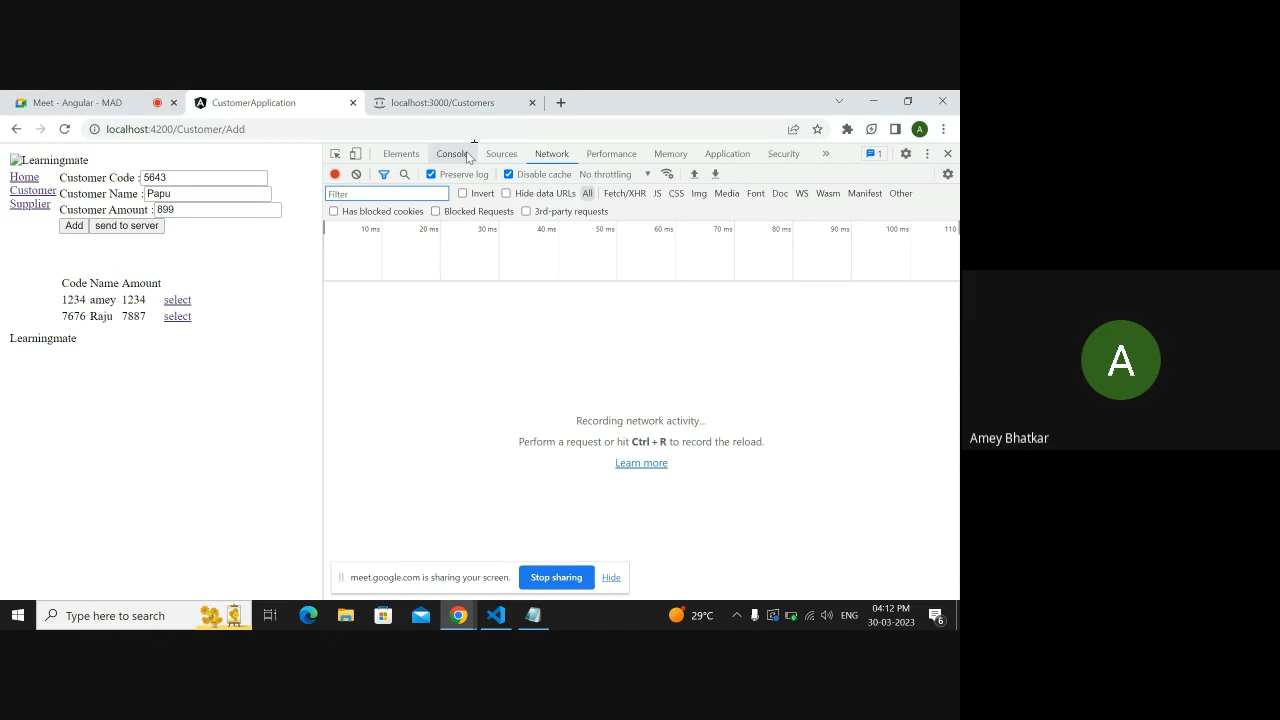 Meet - Angular - MAD
CustomerApplication
localhost:3000/Customers
localhost:4200/Customer/Add
A
Learningmate
Home
Customer
Supplier
Customer Code : 5643
Customer Name : Papu
Customer Amount : 899
Add send to server
Code Name Amount
1234 amey 1234 select
7676 Raju 7887 select
Learningmate
Elements Console Sources Network Performance Memory Application Security » 1
Preserve log Disable cache No throttling
Filter Invert Hide data URLs All Fetch/XHR JS CSS Img Media Font Doc WS Wasm Manifest Other
Has blocked cookies Blocked Requests 3rd-party requests
10 ms 20 ms 30 ms 40 ms 50 ms 60 ms 70 ms 80 ms 90 ms 100 ms 110
Recording network activity...
Perform a request or hit Ctrl + R to record the reload.
Learn more
meet.google.com is sharing your screen. Stop sharing Hide
Type here to search
29°C
ENG
04:12 PM
30-03-2023
6
A
Amey Bhatkar